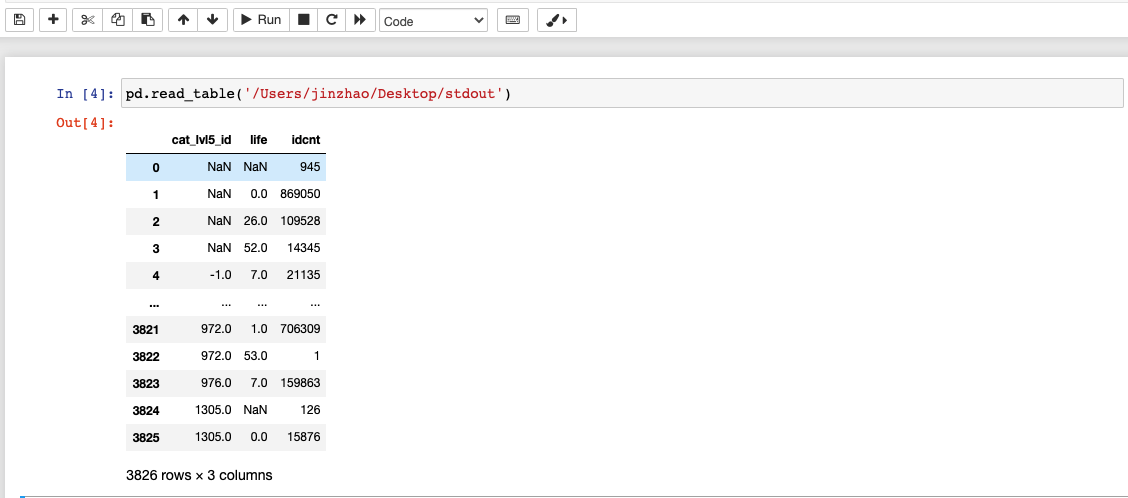 Run
Code
In [4]: pd.read_table('/Users/jinzhao/Desktop/stdout')
Out[4]:
cat_lvl5_id life idcnt
0 NaN NaN 945
1 NaN 0.0 869050
2 NaN 26.0 109528
3 NaN 52.0 14345
4 -1.0 7.0 21135
... ... ... ...
3821 972.0 1.0 706309
3822 972.0 53.0 1
3823 976.0 7.0 159863
3824 1305.0 NaN 126
3825 1305.0 0.0 15876
3826 rows × 3 columns